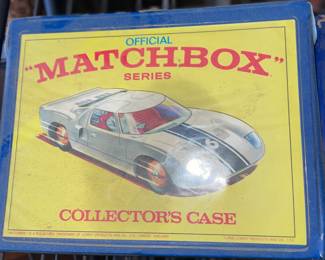 OFFICIAL
"MATCHBOX"
SERIES
6
COLLECTOR'S CASE